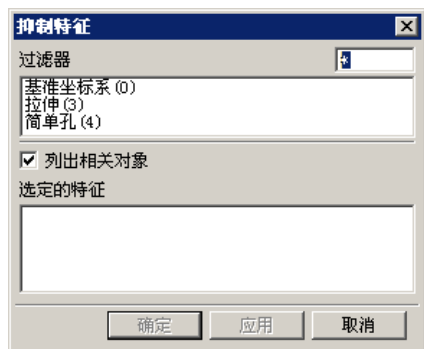 抑制特征
过滤器
*
基准坐标系(0)
拉伸(3)
简单孔(4)
列出相关对象
选定的特征
确定 应用 取消